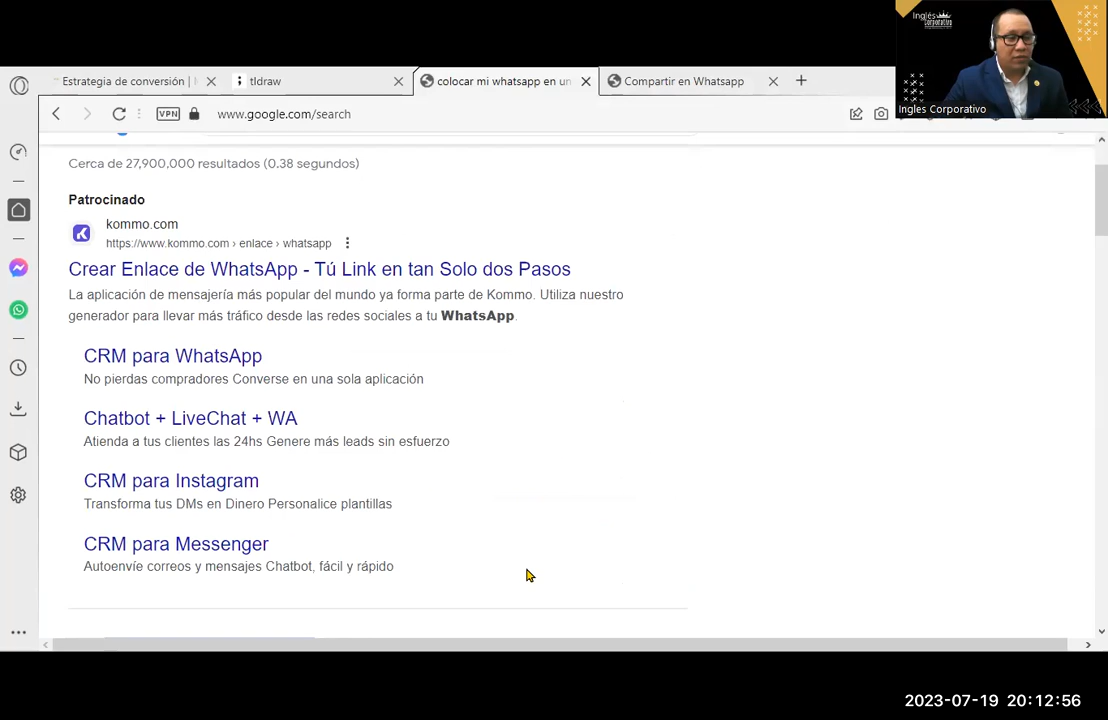 Inglés
Corporativo
Ingles Corporativo
Estrategia de conversión |
tldraw
colocar mi whatsapp en un
Compartir en Whatsapp
VPN
www.google.com/search
Cerca de 27,900,000 resultados (0.38 segundos)
Patrocinado
kommo.com
https://www.kommo.com › enlace › whatsapp
Crear Enlace de WhatsApp - Tú Link en tan Solo dos Pasos
La aplicación de mensajería más popular del mundo ya forma parte de Kommo. Utiliza nuestro
generador para llevar más tráfico desde las redes sociales a tu WhatsApp.
CRM para WhatsApp
No pierdas compradores Converse en una sola aplicación
Chatbot + LiveChat + WA
Atienda a tus clientes las 24hs Genere más leads sin esfuerzo
CRM para Instagram
Transforma tus DMs en Dinero Personalice plantillas
CRM para Messenger
Autoenvíe correos y mensajes Chatbot, fácil y rápido
2023-07-19 20:12:56